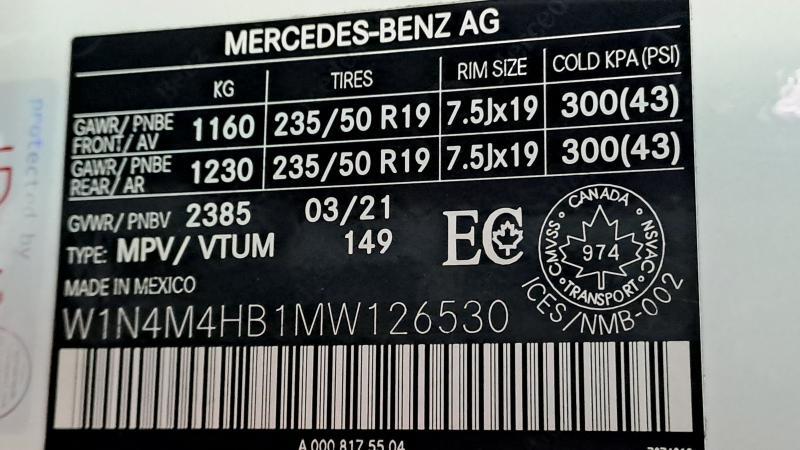 MERCEDES-BENZ AG
KG TIRES RIM SIZE COLD KPA (PSI)
GAWR/ PNBE FRONT/ AV 1160 235/50 R19 7.5Jx19 300(43)
GAWR/ PNBE REAR/ AR 1230 235/50 R19 7.5Jx19 300(43)
GVWR/ PNBV 2385 03/21
TYPE: MPV/ VTUM 149
EC
CANADA
CMVSS 974 NSVAC
TRANSPORT
ICES/NMB-002
MADE IN MEXICO
W1N4M4HB1MW126530
A 000 817 55 04
protected by